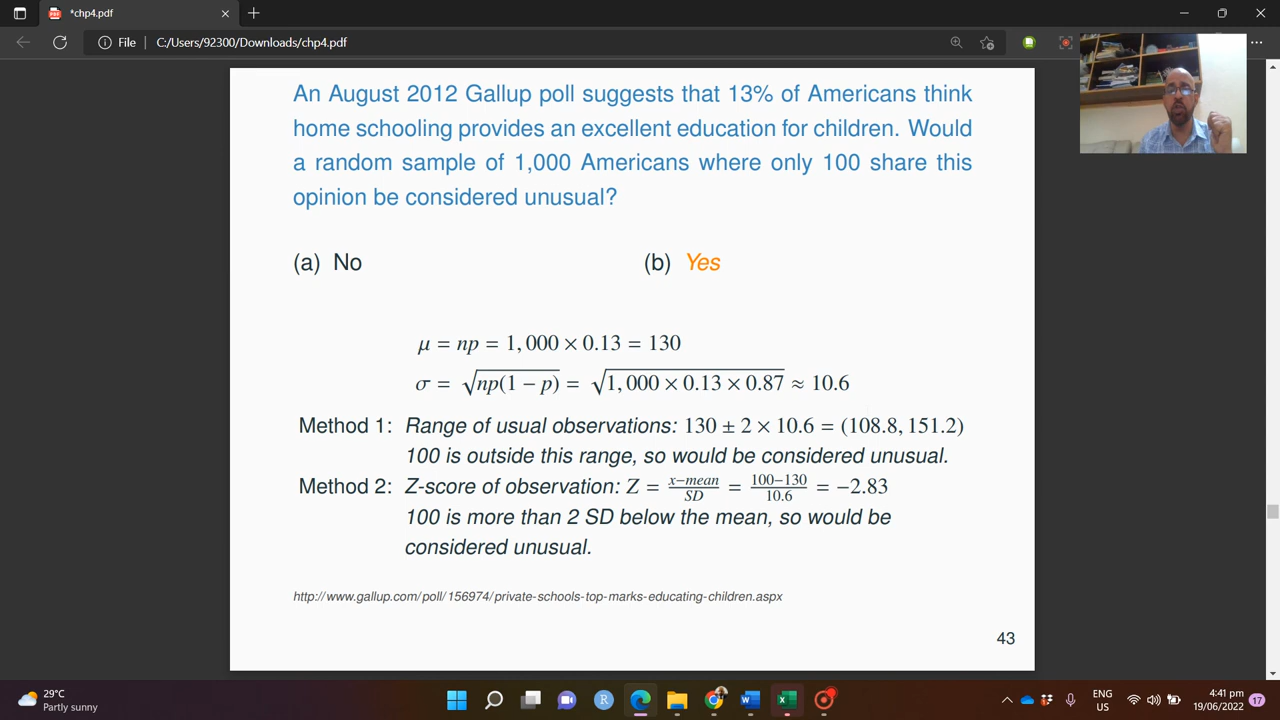 *chp4.pdf
File
C:/Users/92300/Downloads/chp4.pdf
An August 2012 Gallup poll suggests that 13% of Americans think
home schooling provides an excellent education for children. Would
a random sample of 1,000 Americans where only 100 share this
opinion be considered unusual?
(a) No
(b) Yes
μ = np = 1,000 × 0.13 = 130
σ = √np(1 − p) = √1,000 × 0.13 × 0.87 ≈ 10.6
Method 1: Range of usual observations: 130 ± 2 × 10.6 = (108.8, 151.2)
100 is outside this range, so would be considered unusual.
Method 2: Z-score of observation: Z = x−mean/SD = 100−130/10.6 = −2.83
100 is more than 2 SD below the mean, so would be
considered unusual.
http://www.gallup.com/poll/156974/private-schools-top-marks-educating-children.aspx
43
29°C
Partly sunny
ENG
US
4:41 pm
19/06/2022
17